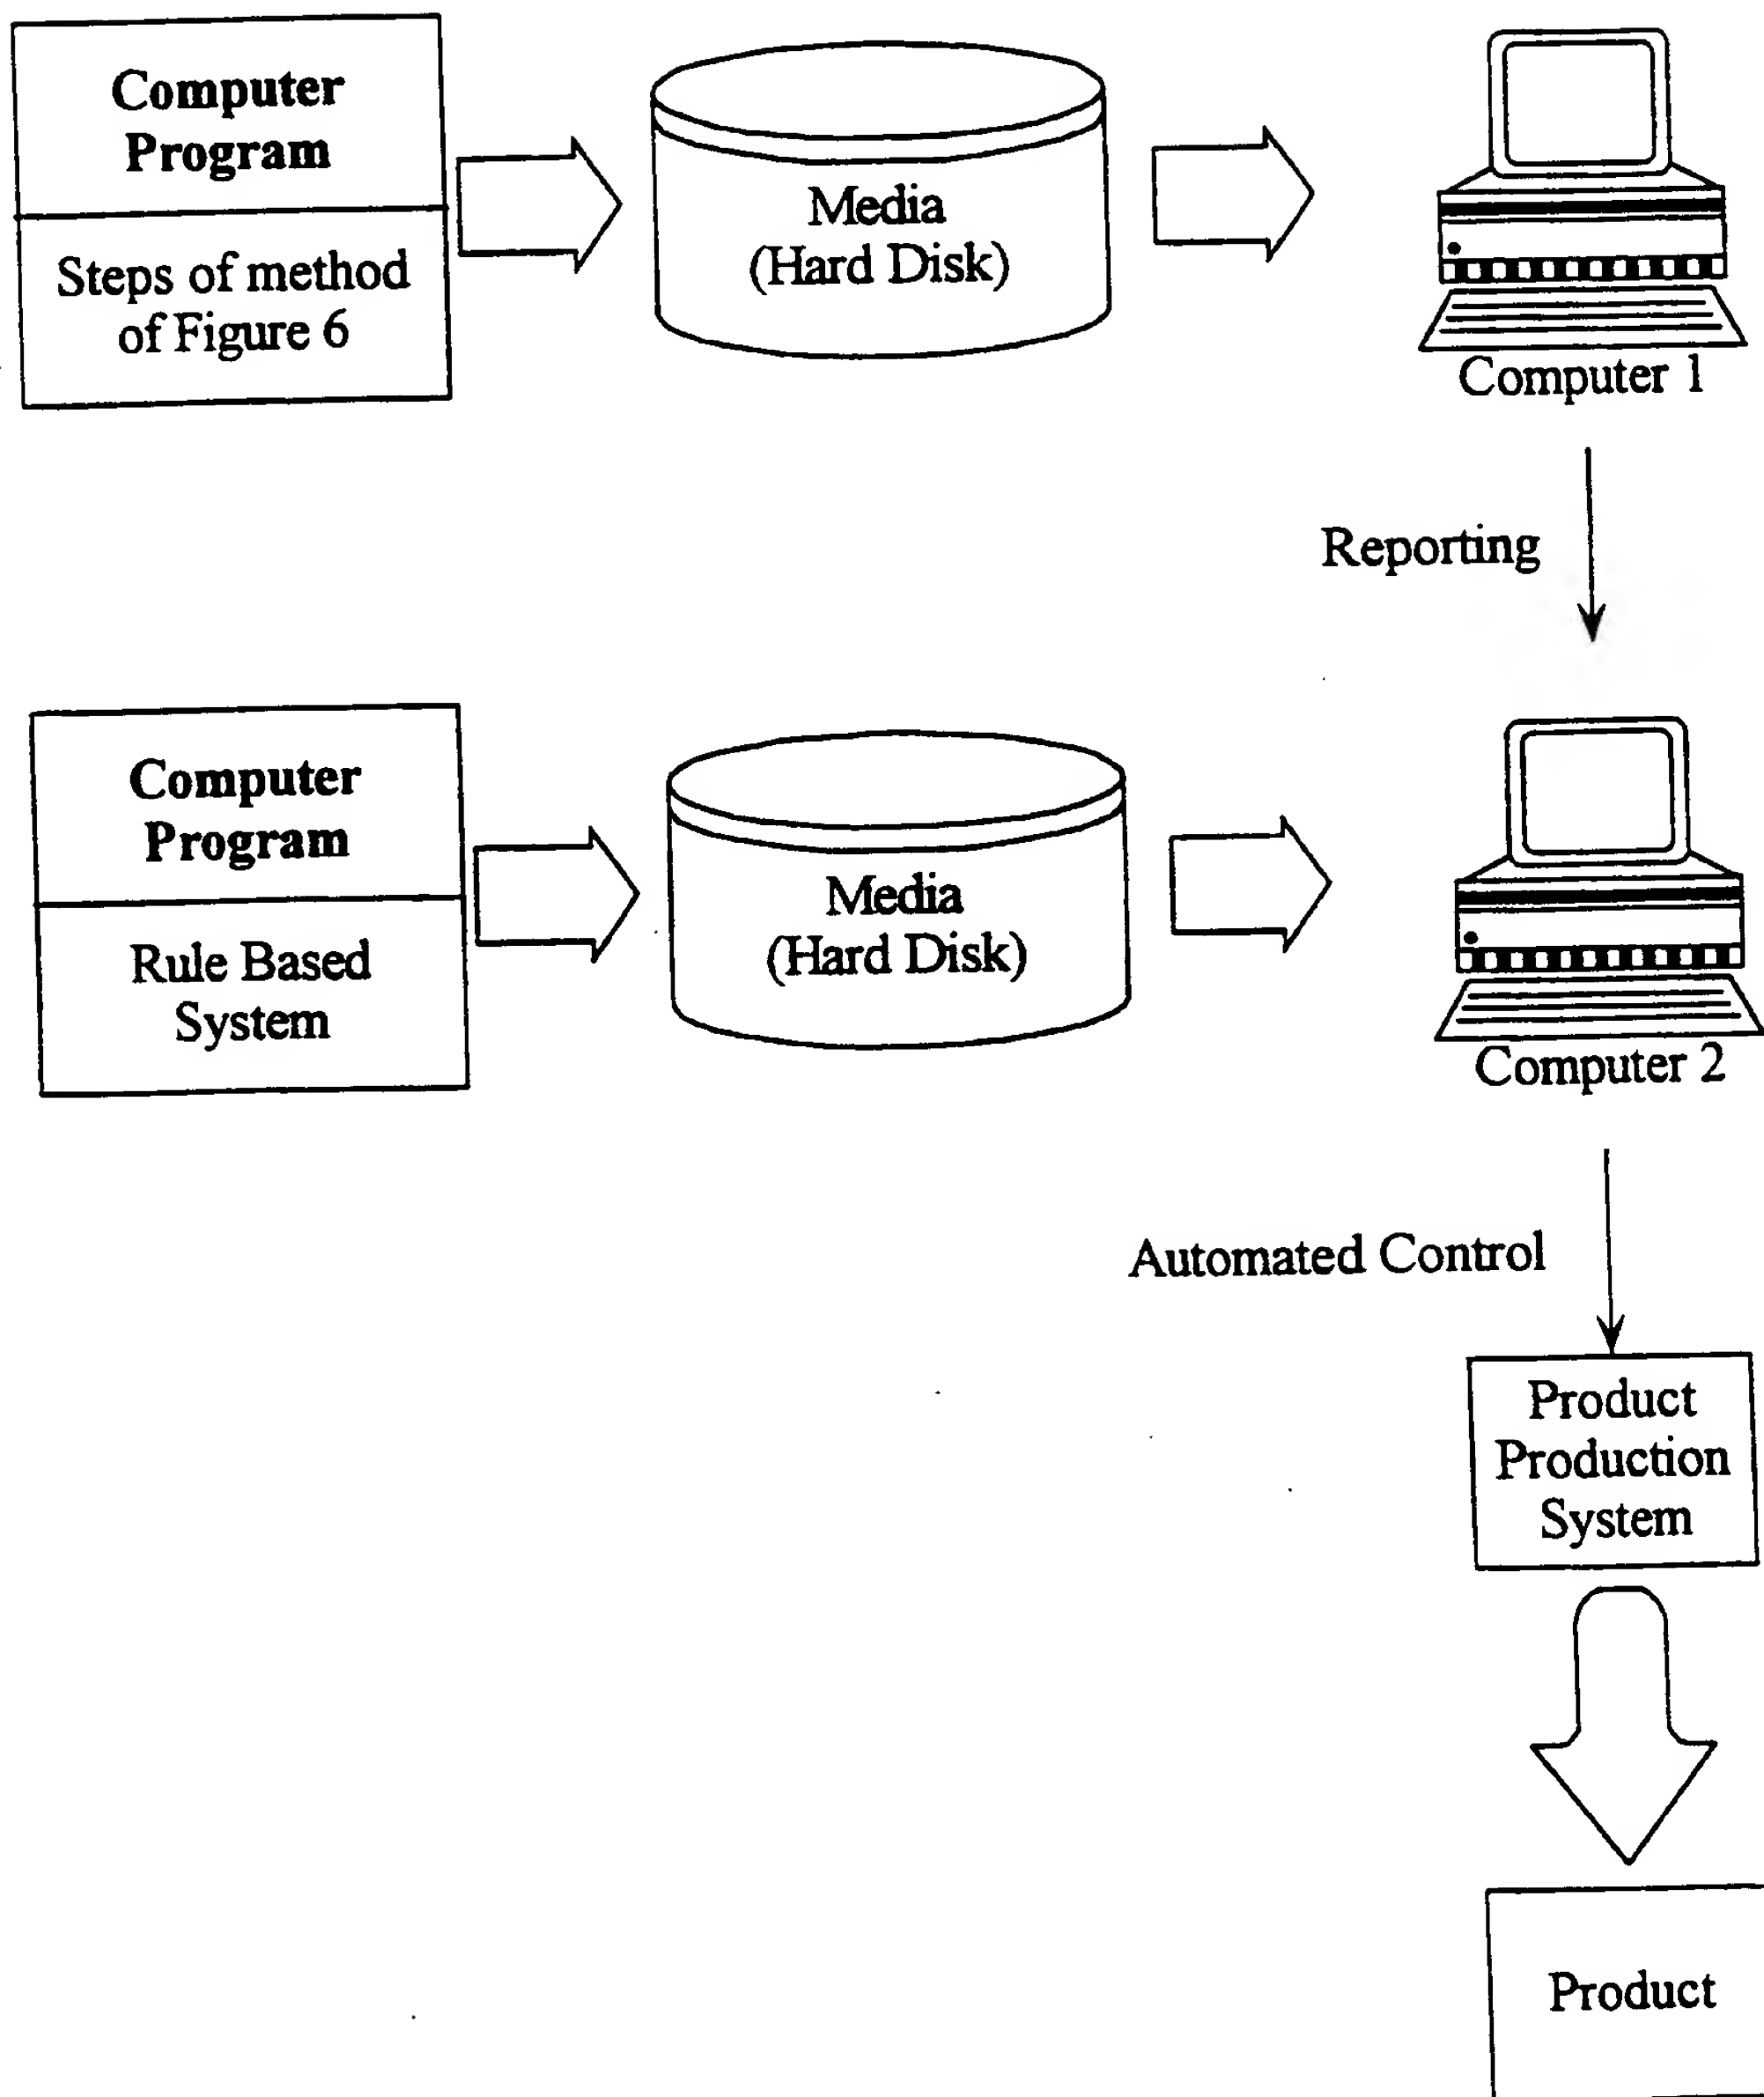 Computer
Program
Steps of method
of Figure 6
Media
(Hard Disk)
Computer 1
Reporting
Computer
Program
Rule Based
System
Media
(Hard Disk)
Computer 2
Automated Control
Product
Production
System
Product